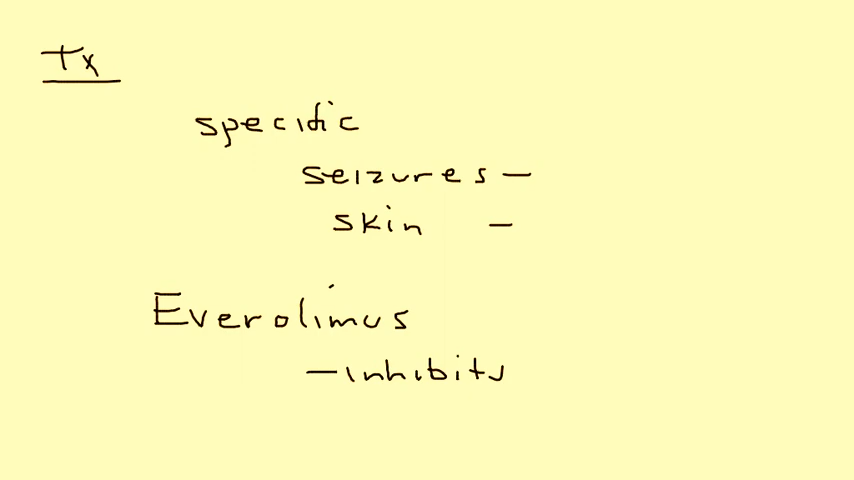 Tx
specific
seizures -
skin -
Everolimus
- inhibits